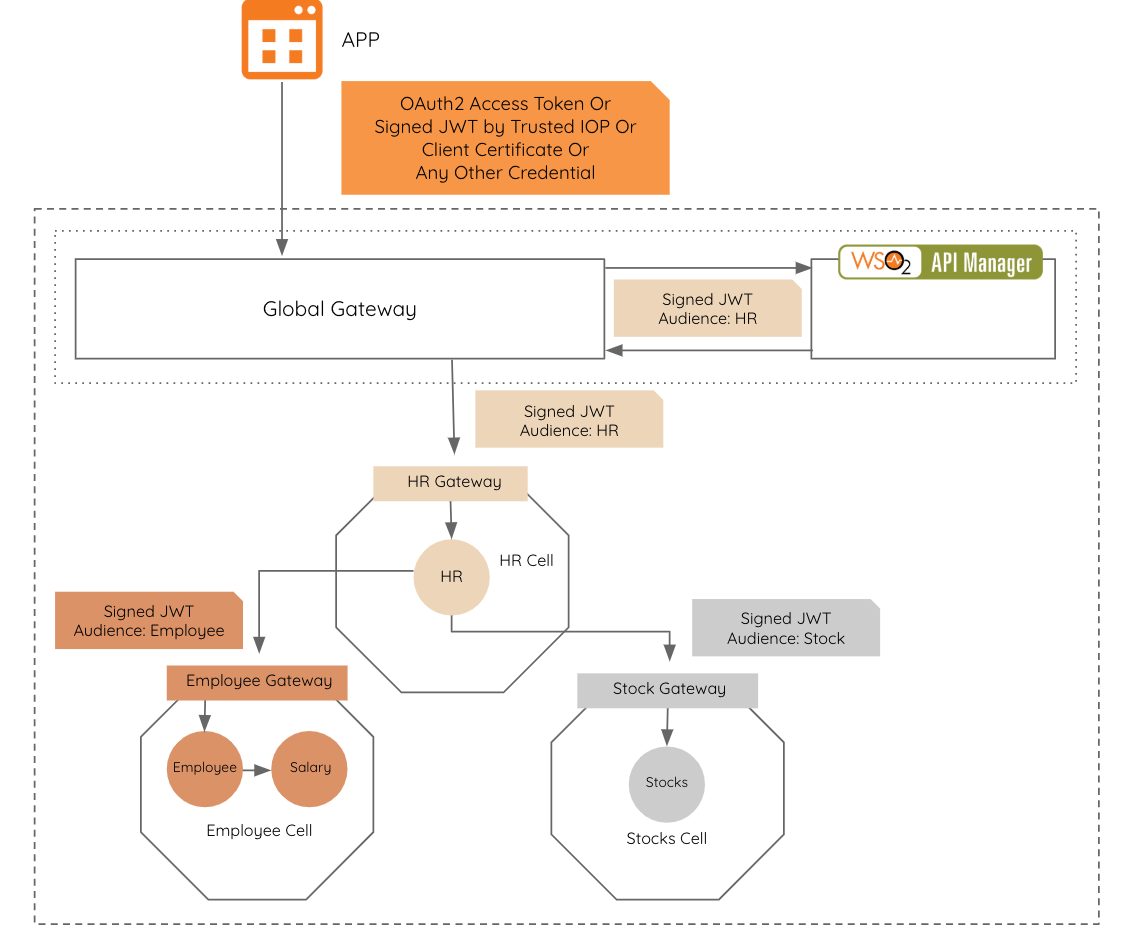 APP
OAuth2 Access Token Or
Signed JWT by Trusted IOP Or
Client Certificate Or
Any Other Credential
WSO2 API Manager
Global Gateway
Signed JWT
Audience: HR
Signed JWT
Audience: HR
HR Gateway
HR Cell
HR
Signed JWT
Audience: Employee
Signed JWT
Audience: Stock
Employee Gateway
Stock Gateway
Employee
Salary
Stocks
Employee Cell
Stocks Cell